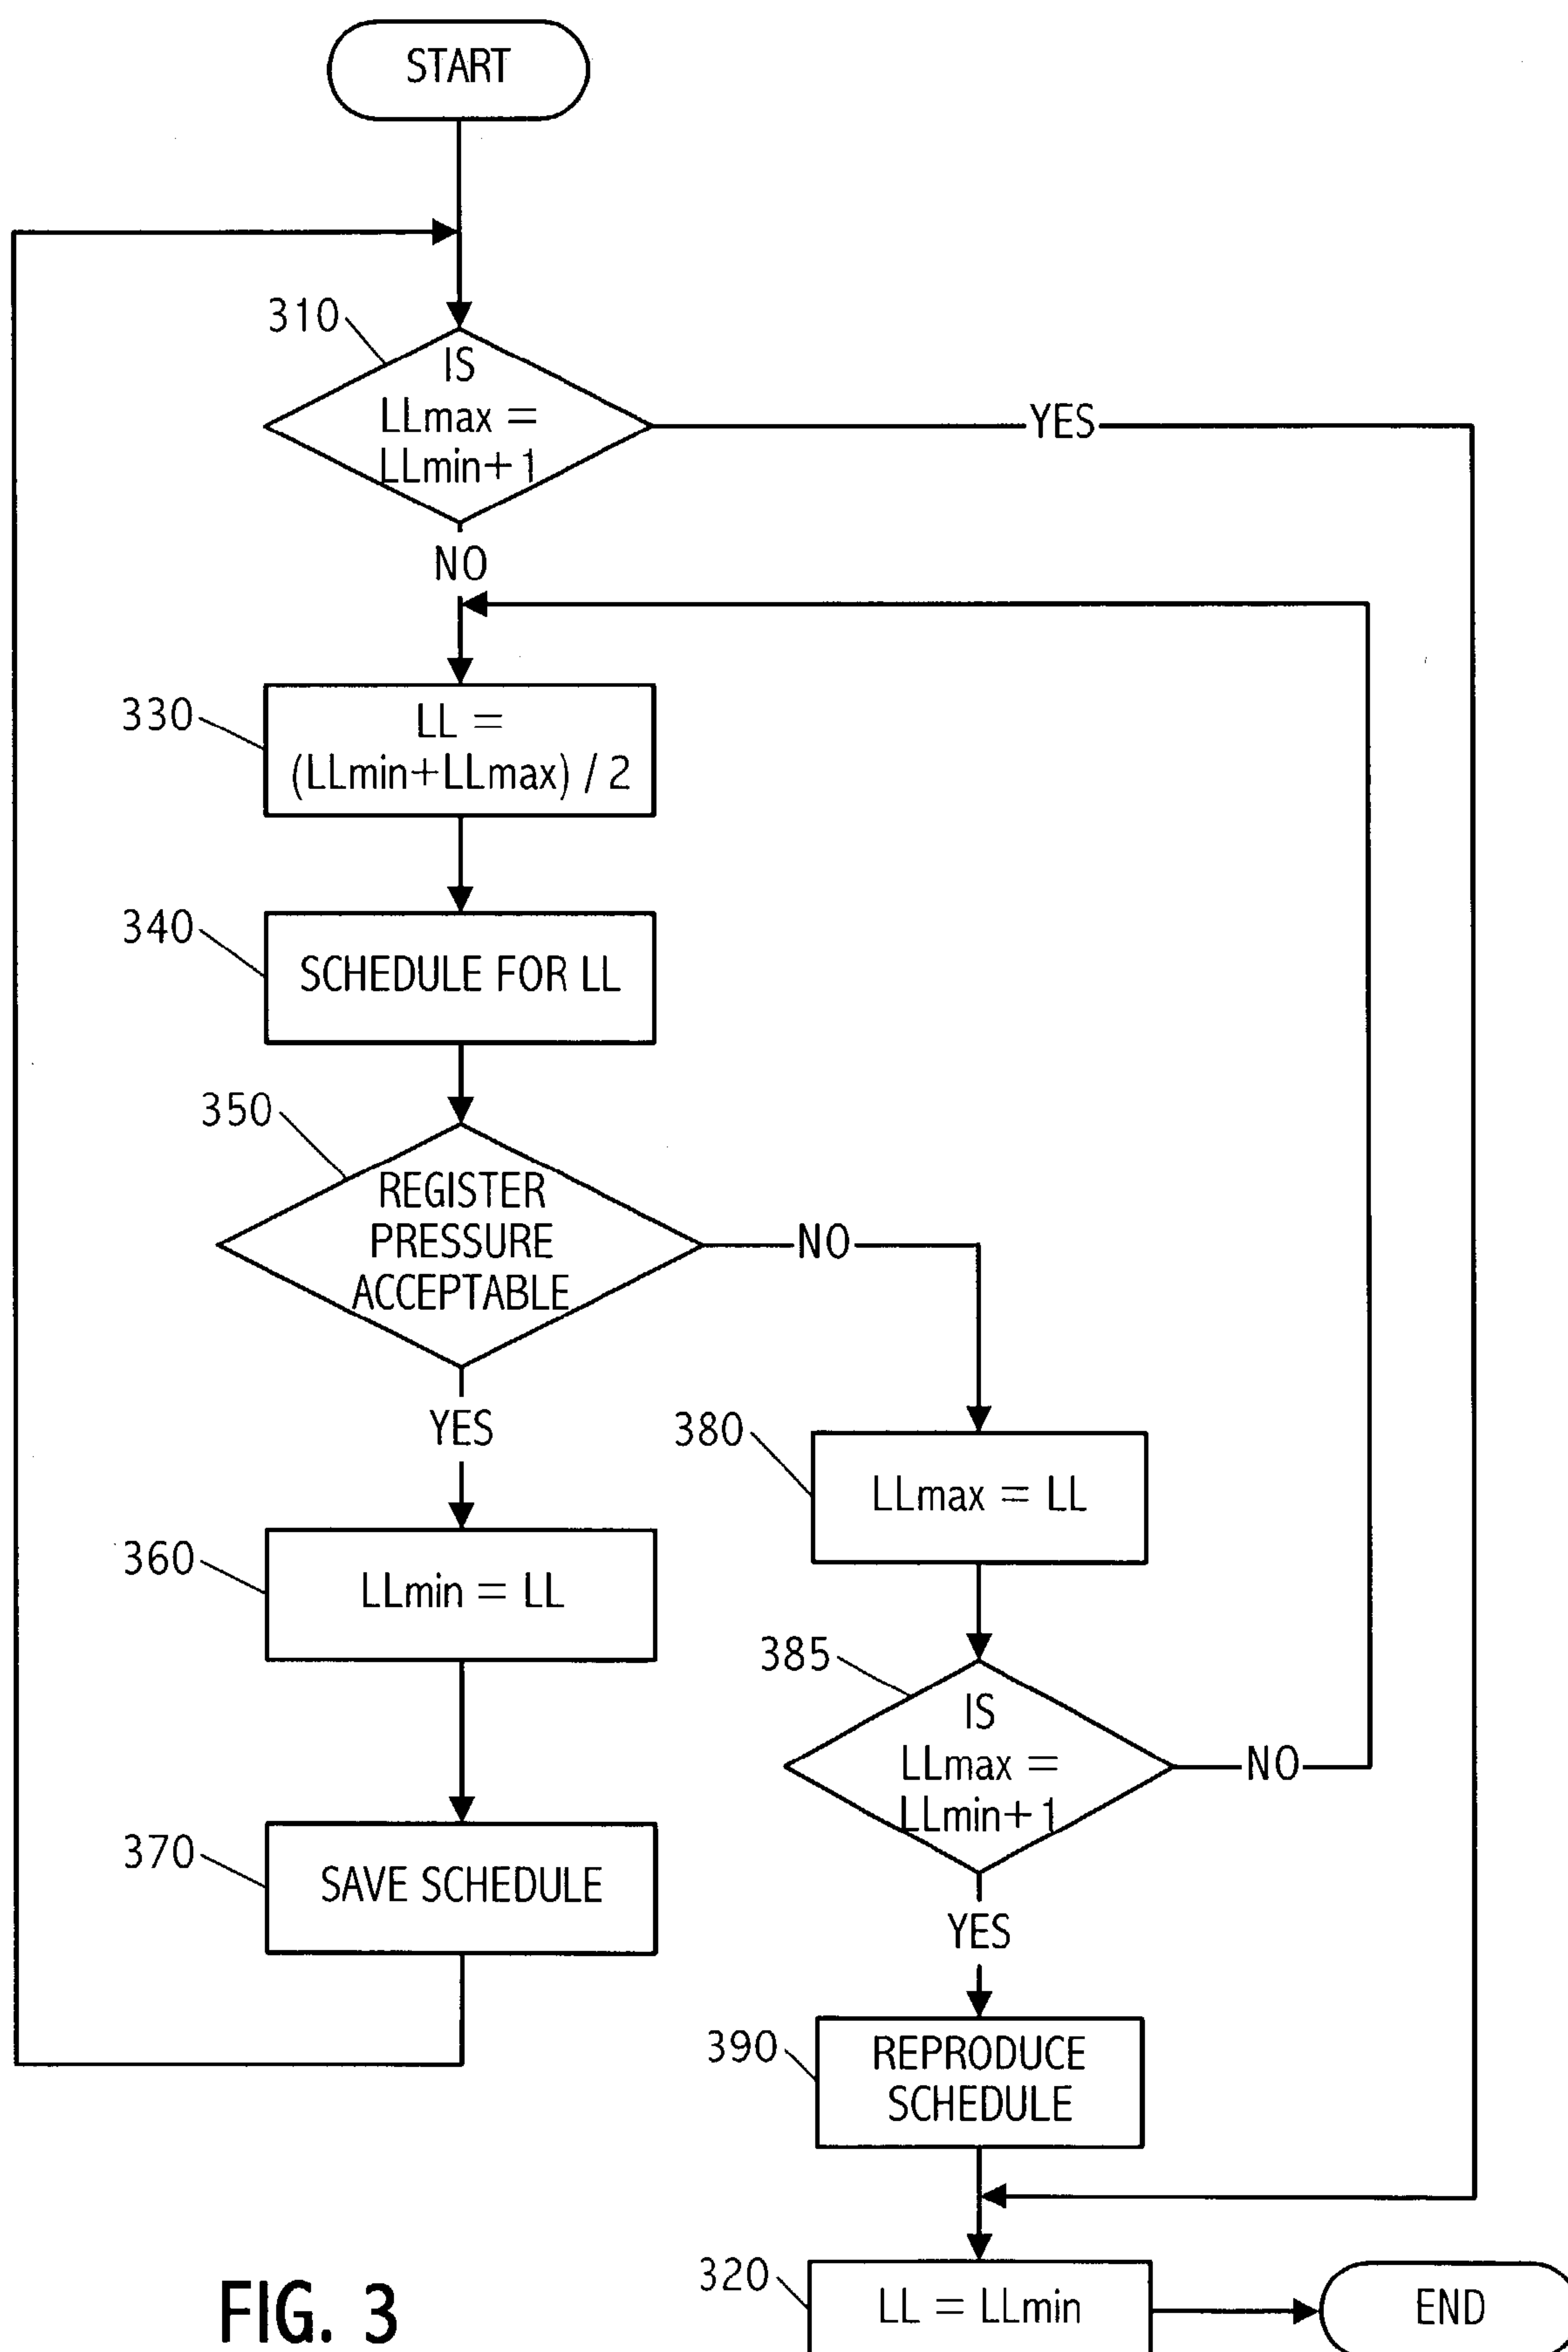 START
310
IS
LLmax =
LLmin+1
YES
NO
330
LL =
(LLmin+LLmax) / 2
340
SCHEDULE FOR LL
350
REGISTER
PRESSURE
ACCEPTABLE
NO
YES
380
LLmax = LL
360
LLmin = LL
385
IS
LLmax =
LLmin+1
NO
370
SAVE SCHEDULE
YES
390
REPRODUCE
SCHEDULE
320
LL = LLmin
END
FIG. 3